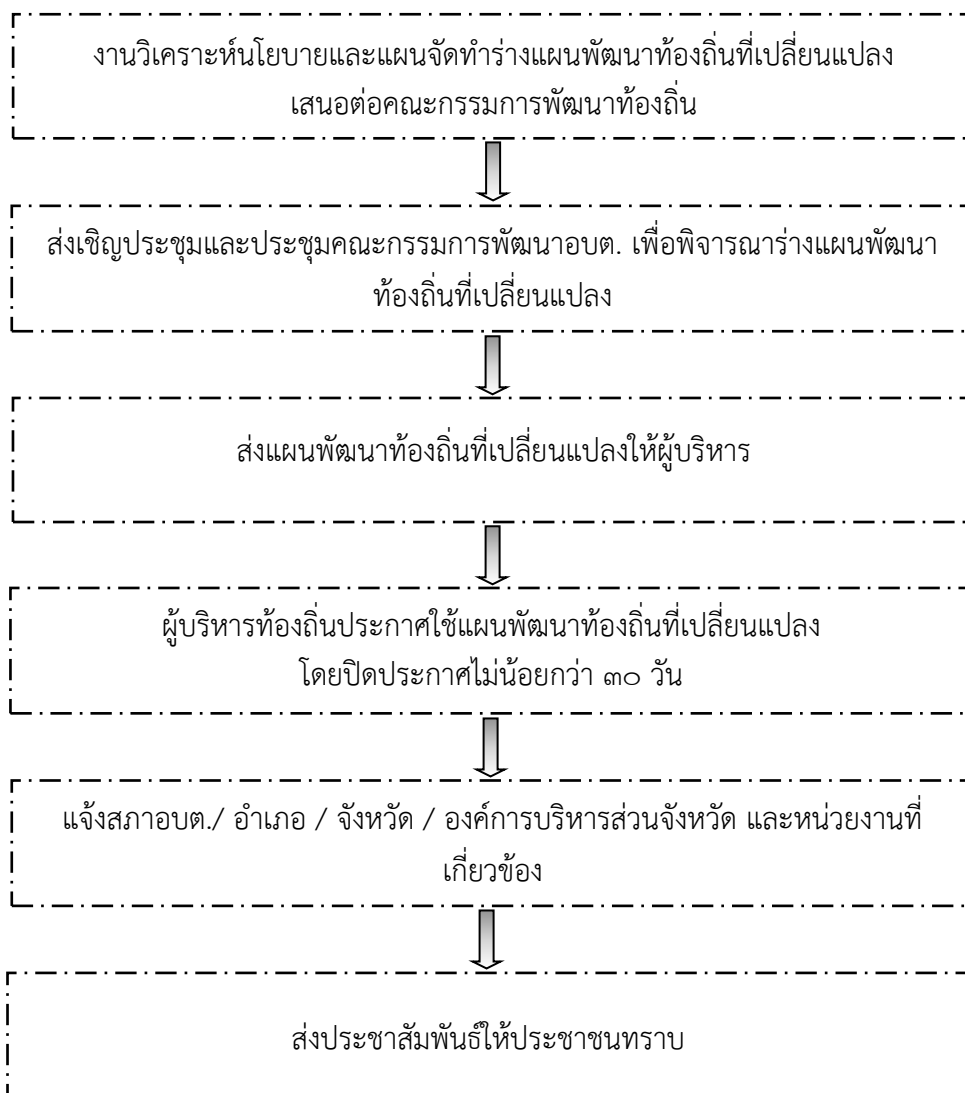 งานวิเคราะห์นโยบายและแผนจัดทำร่างแผนพัฒนาท้องถิ่นที่เปลี่ยนแปลง
เสนอต่อคณะกรรมการพัฒนาท้องถิ่น
ส่งเชิญประชุมและประชุมคณะกรรมการพัฒนาอบต. เพื่อพิจารณาร่างแผนพัฒนา
ท้องถิ่นที่เปลี่ยนแปลง
ส่งแผนพัฒนาท้องถิ่นที่เปลี่ยนแปลงให้ผู้บริหาร
ผู้บริหารท้องถิ่นประกาศใช้แผนพัฒนาท้องถิ่นที่เปลี่ยนแปลง
โดยปิดประกาศไม่น้อยกว่า ๓๐ วัน
แจ้งสภาอบต./ อำเภอ / จังหวัด / องค์การบริหารส่วนจังหวัด และหน่วยงานที่
เกี่ยวข้อง
ส่งประชาสัมพันธ์ให้ประชาชนทราบ